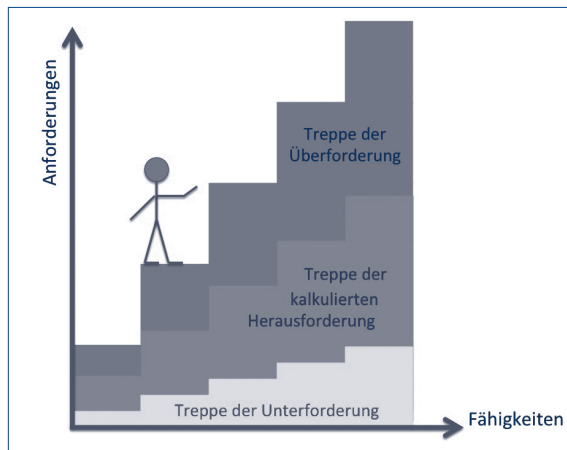 Anforderungen
Treppe der
Überforderung
Treppe der
kalkulierten
Herausforderung
Treppe der Unterforderung
Fähigkeiten